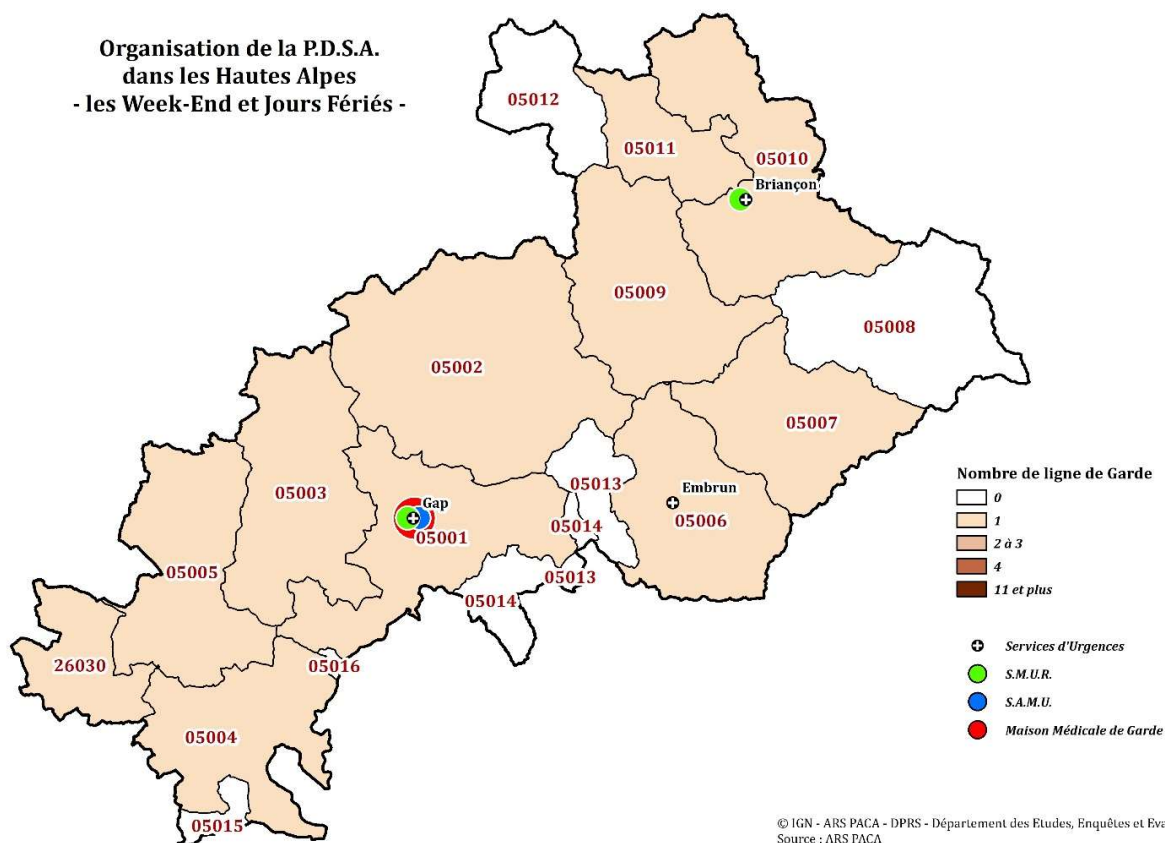 Organisation de la P.D.S.A.
dans les Hautes Alpes
- les Week-End et Jours Fériés -
05012
05011
05010
Briançon
05009
05008
05002
05007
05003
05013
Embrun
05006
Gap
05001
05014
05013
05014
05005
05016
26030
05004
05015
Nombre de ligne de Garde
0
1
2 à 3
4
11 et plus
Services d'Urgences
S.M.U.R.
S.A.M.U.
Maison Médicale de Garde
© IGN - ARS PACA - DPRS - Département des Etudes, Enquêtes et Eva
Source : ARS PACA